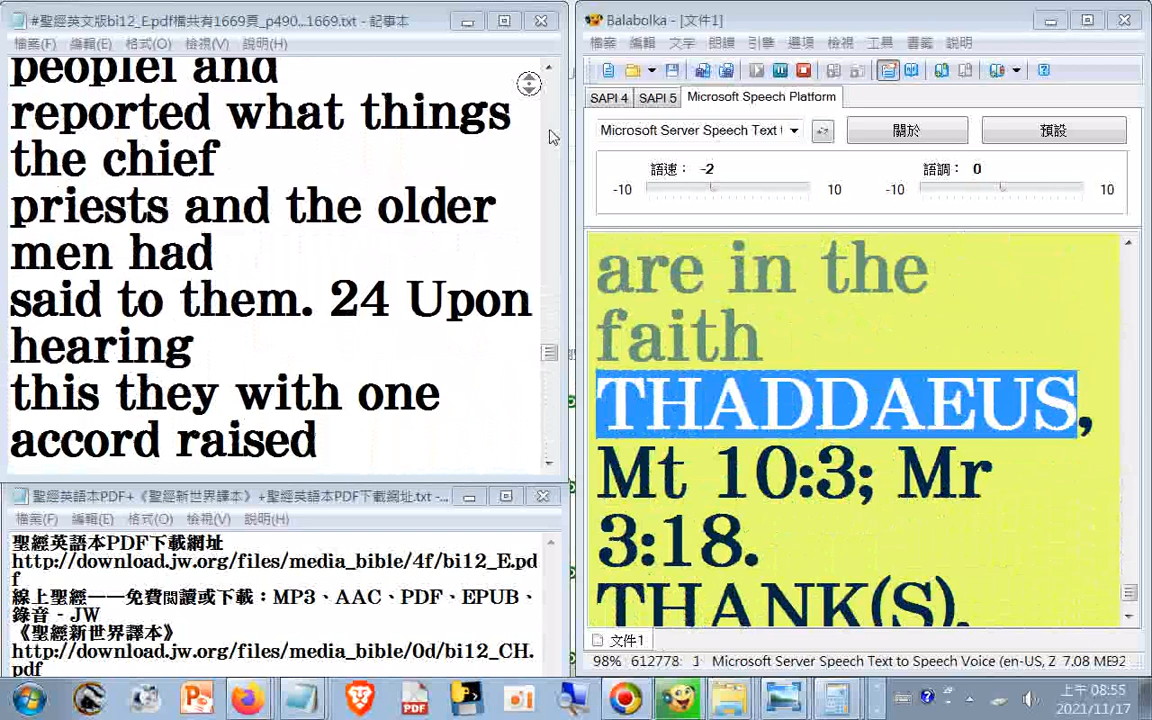 #聖經英文版bi12_E.pdf檔共有1669頁_p490...1669.txt - 記事本
檔案(F) 編輯(E) 格式(O) 檢視(V) 說明(H)
peoplei and
reported what things
the chief
priests and the older
men had
said to them. 24 Upon
hearing
this they with one
accord raised
聖經英語本PDF+《聖經新世界譯本》+聖經英語本PDF下載網址.txt -...
檔案(F) 編輯(E) 格式(O) 檢視(V) 說明(H)
聖經英語本PDF下載網址
http://download.jw.org/files/media_bible/4f/bi12_E.pd
f
線上聖經——免費閱讀或下載：MP3、AAC、PDF、EPUB、
錄音 - JW
《聖經新世界譯本》
http://download.jw.org/files/media_bible/0d/bi12_CH.
pdf
Balabolka - [文件1]
檔案 編輯 文字 朗讀 引擎 選項 檢視 工具 書籤 說明
SAPI 4 SAPI 5 Microsoft Speech Platform
Microsoft Server Speech Text 關於 預設
語速： -2 語調： 0
-10 10 -10 10
are in the
faith
THADDAEUS,
Mt 10:3; Mr
3:18.
THANK(S).
文件1
98% 612778: 1 Microsoft Server Speech Text to Speech Voice (en-US, Z 7.08 ME92
上午 08:55
2021/11/17